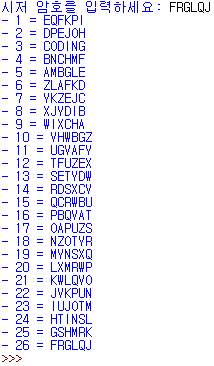 시저 암호를 입력하세요: FRGLQJ
- 1 = EQFKPI
- 2 = DPEJOH
- 3 = CODING
- 4 = BNCHMF
- 5 = AMBGLE
- 6 = ZLAFKD
- 7 = YKZEJC
- 8 = XJYDIB
- 9 = WIXCHA
- 10 = VHWBGZ
- 11 = UGVAFY
- 12 = TFUZEX
- 13 = SETYDW
- 14 = RDSXCV
- 15 = QCRWBU
- 16 = PBQVAT
- 17 = OAPUZS
- 18 = NZOTYR
- 19 = MYNSXQ
- 20 = LXMRWP
- 21 = KWLQVO
- 22 = JVKPUN
- 23 = IUJOTM
- 24 = HTINSL
- 25 = GSHMRK
- 26 = FRGLQJ
>>>